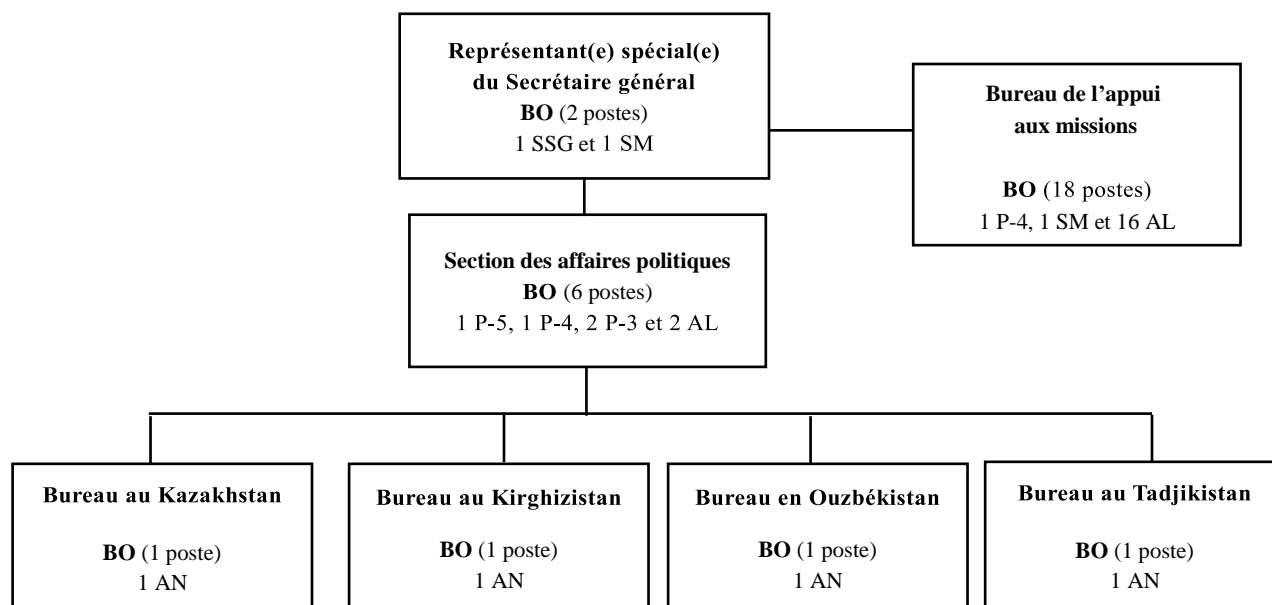 Représentant(e) spécial(e)
du Secrétaire général
BO (2 postes)
1 SSG et 1 SM
Bureau de l’appui
aux missions
BO (18 postes)
1 P-4, 1 SM et 16 AL
Section des affaires politiques
BO (6 postes)
1 P-5, 1 P-4, 2 P-3 et 2 AL
Bureau au Kazakhstan
BO (1 poste)
1 AN
Bureau au Kirghizistan
BO (1 poste)
1 AN
Bureau en Ouzbékistan
BO (1 poste)
1 AN
Bureau au Tadjikistan
BO (1 poste)
1 AN